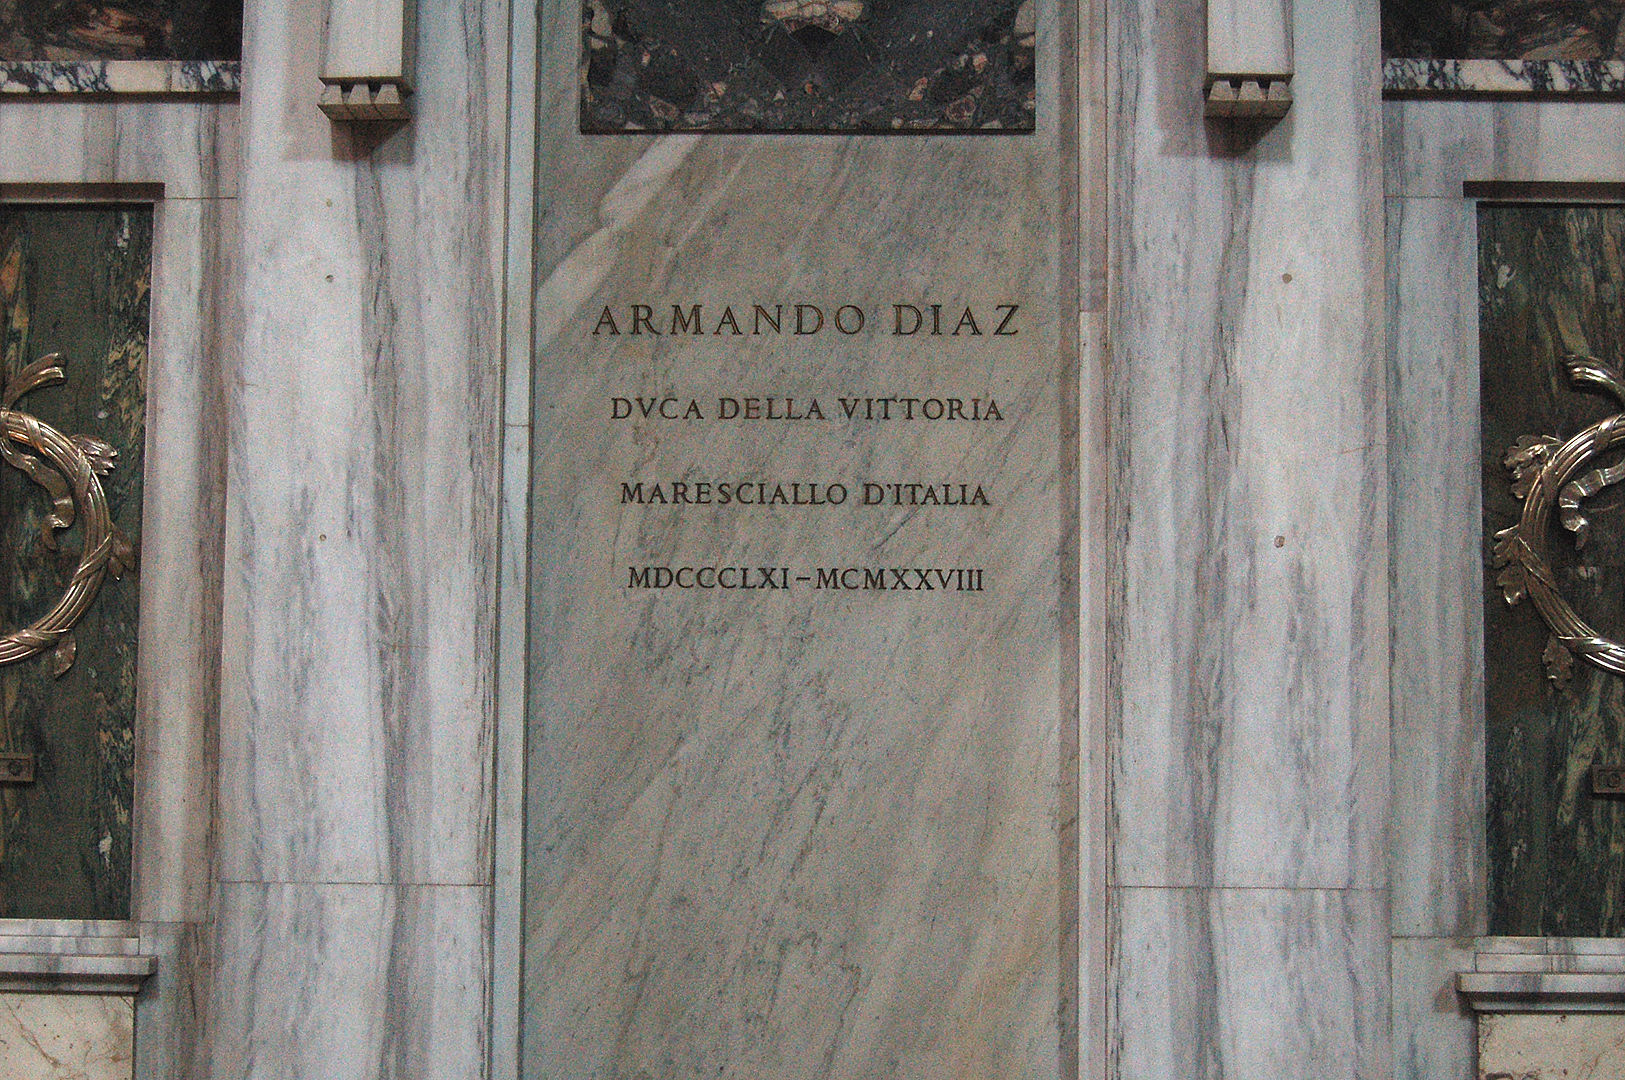 ARMANDO DIAZ
DVCA DELLA VITTORIA
MARESCIALLO D'ITALIA
MDCCCLXI-MCMXXVIII